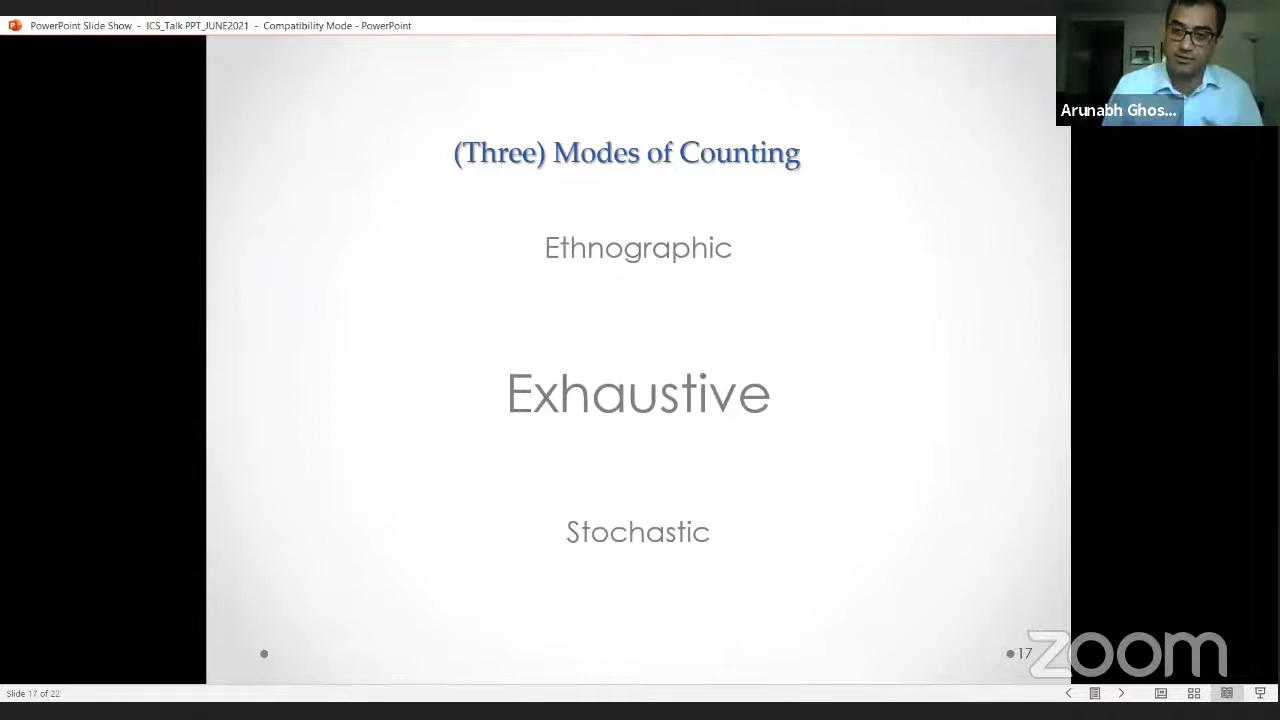 PowerPoint Slide Show - ICS_Talk PPT_JUNE2021 - Compatibility Mode - PowerPoint
Arunabh Ghos...
(Three) Modes of Counting
Ethnographic
Exhaustive
Stochastic
17
zoom
Slide 17 of 22